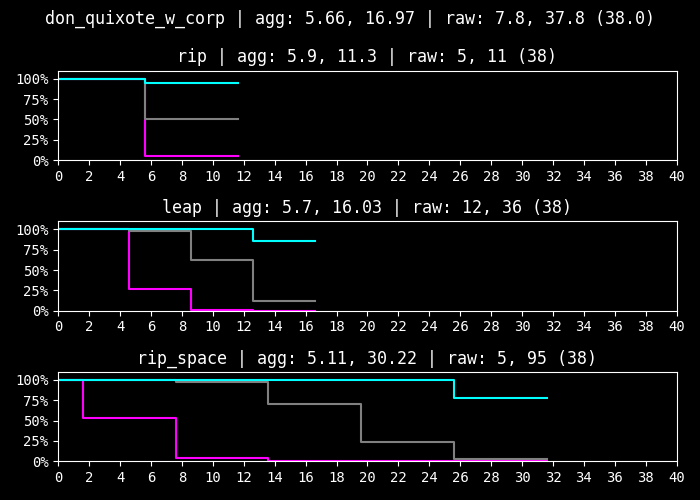 don_quixote_w_corp | agg: 5.66, 16.97 | raw: 7.8, 37.8 (38.0)
rip | agg: 5.9, 11.3 | raw: 5, 11 (38)
100%
75%
50%
25%
0%
0 2 4 6 8 10 12 14 16 18 20 22 24 26 28 30 32 34 36 38 40
leap | agg: 5.7, 16.03 | raw: 12, 36 (38)
100%
75%
50%
25%
0%
0 2 4 6 8 10 12 14 16 18 20 22 24 26 28 30 32 34 36 38 40
rip_space | agg: 5.11, 30.22 | raw: 5, 95 (38)
100%
75%
50%
25%
0%
0 2 4 6 8 10 12 14 16 18 20 22 24 26 28 30 32 34 36 38 40